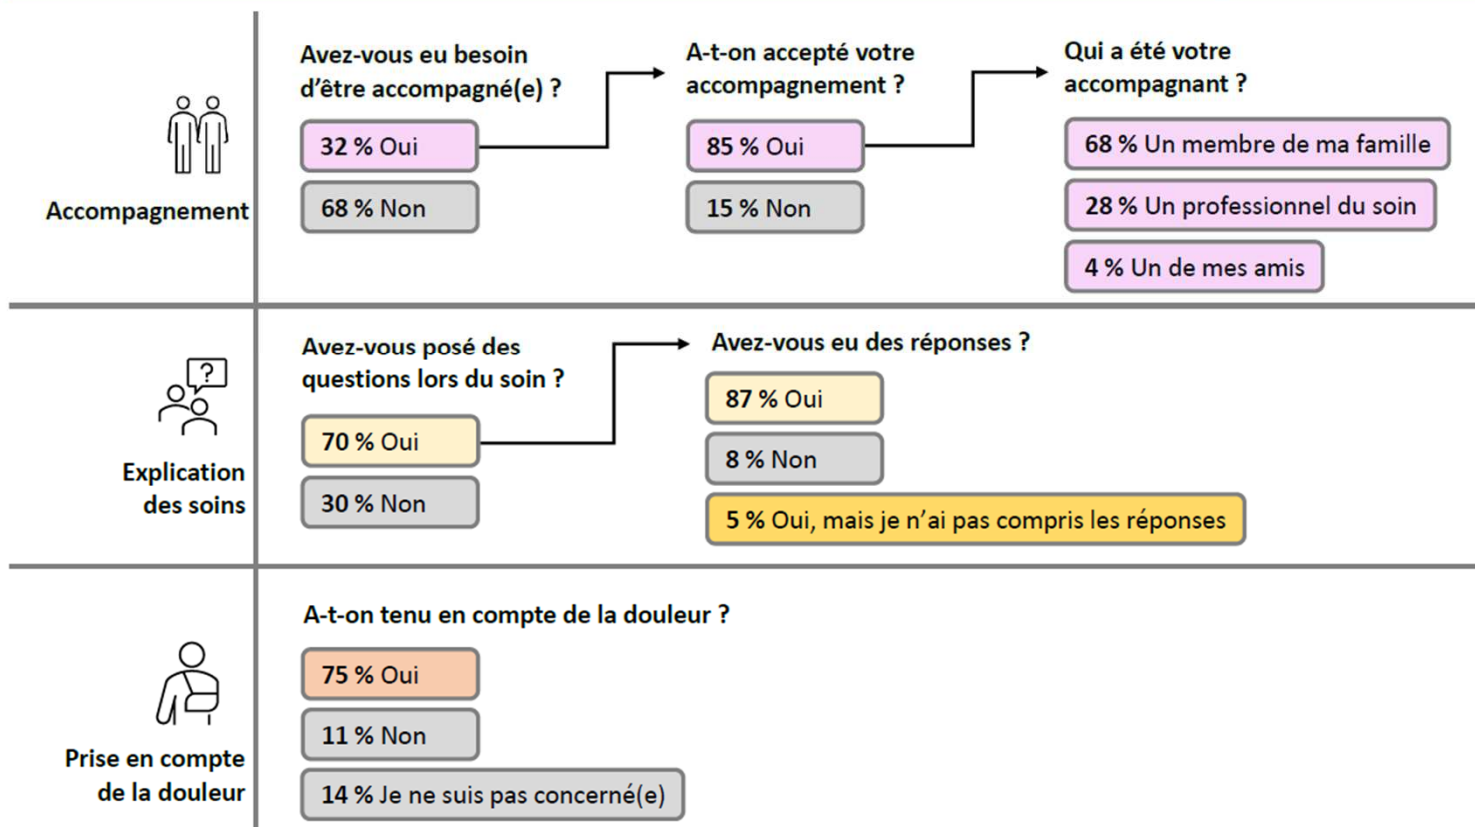 Accompagnement
Avez-vous eu besoin
d'être accompagné(e) ?
32 % Oui
68 % Non
A-t-on accepté votre
accompagnement ?
85 % Oui
15 % Non
Qui a été votre
accompagnant ?
68 % Un membre de ma famille
28 % Un professionnel du soin
4 % Un de mes amis
?
Explication
des soins
Avez-vous posé des
questions lors du soin ?
70 % Oui
30 % Non
Avez-vous eu des réponses ?
87 % Oui
8 % Non
5 % Oui, mais je n'ai pas compris les réponses
Prise en compte
de la douleur
A-t-on tenu en compte de la douleur ?
75 % Oui
11 % Non
14 % Je ne suis pas concerné(e)